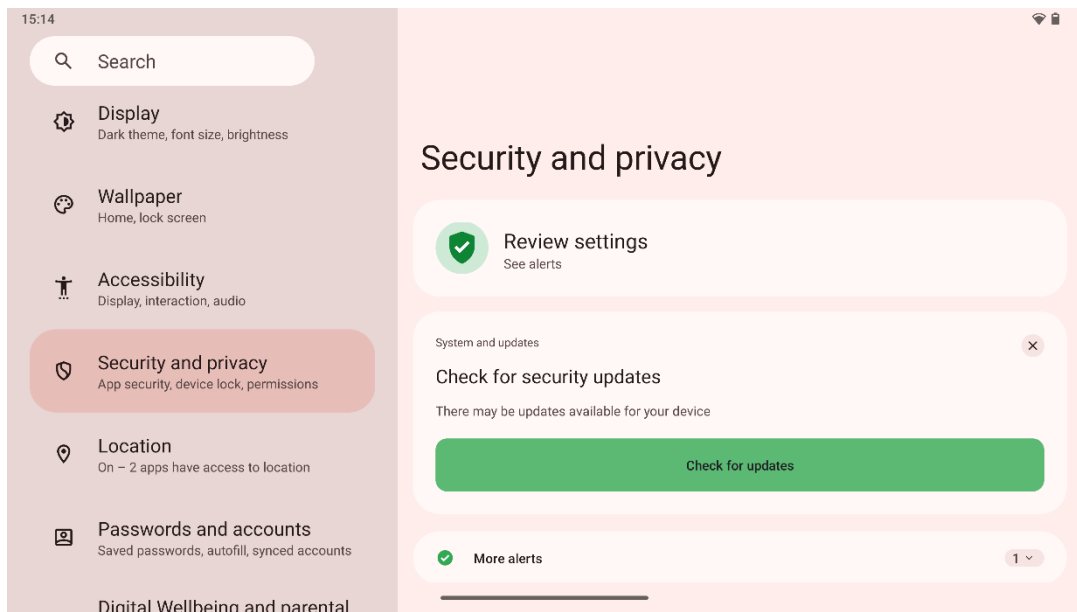 15:14
Search
Display
Dark theme, font size, brightness
Wallpaper
Home, lock screen
Accessibility
Display, interaction, audio
Security and privacy
App security, device lock, permissions
Location
On – 2 apps have access to location
Passwords and accounts
Saved passwords, autofill, synced accounts
Digital Wellbeing and parental
Security and privacy
Review settings
See alerts
System and updates
Check for security updates
There may be updates available for your device
Check for updates
More alerts
1